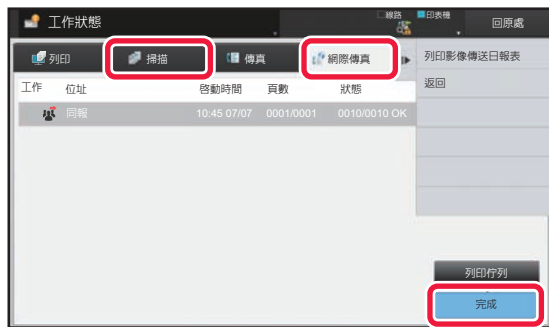 工作狀態
線路
印表機
回原處
列印
掃描
傳真
網際傳真
列印影像傳送日報表
工作
位址
啓動時間
頁數
狀態
返回
同報
10:45 07/07
0001/0001
0010/0010 OK
列印佇列
完成